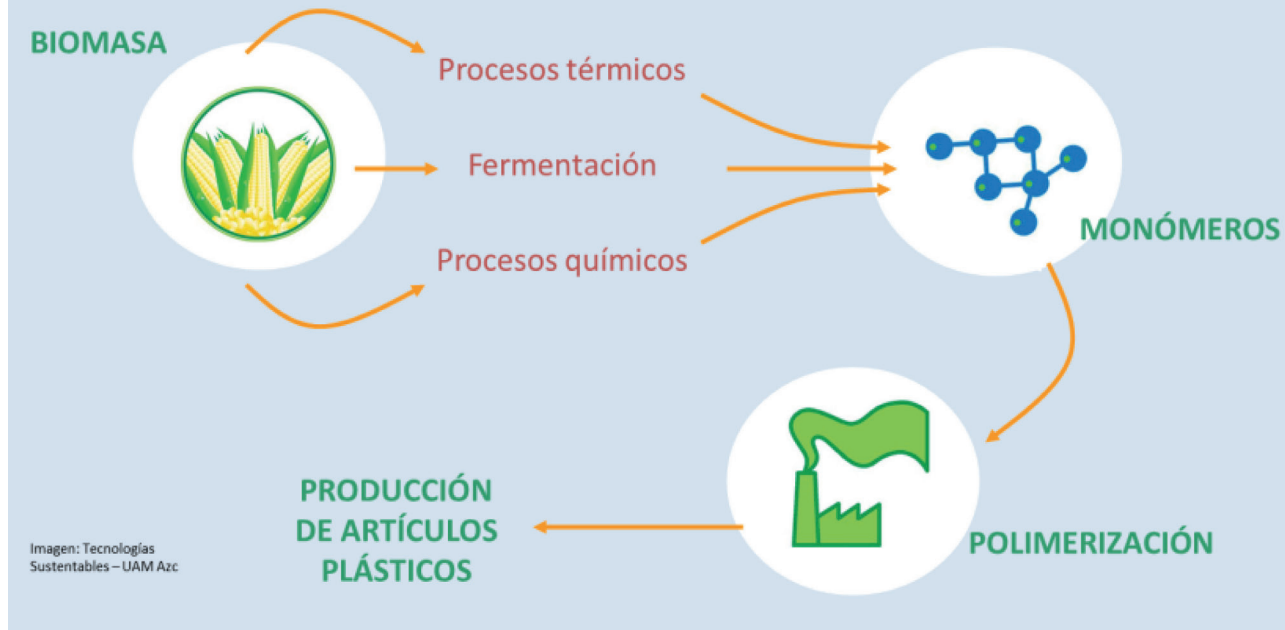 BIOMASA
Procesos térmicos
Fermentación
Procesos químicos
MONÓMEROS
POLIMERIZACIÓN
PRODUCCIÓN
DE ARTÍCULOS
PLÁSTICOS
Imagen: Tecnologías
Sustentables – UAM Azc